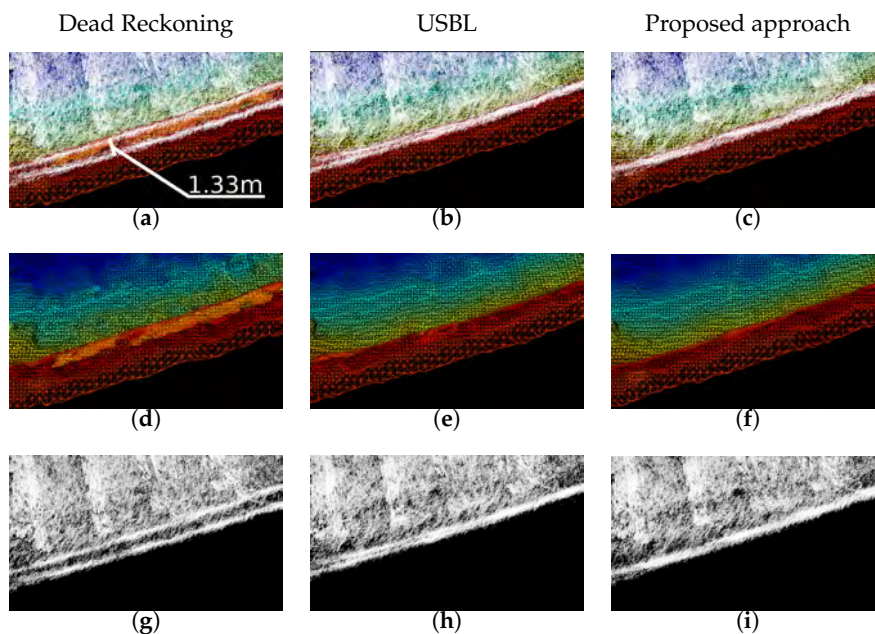 Dead Reckoning
USBL
Proposed approach
1.33m
(a)
(b)
(c)
(d)
(e)
(f)
(g)
(h)
(i)